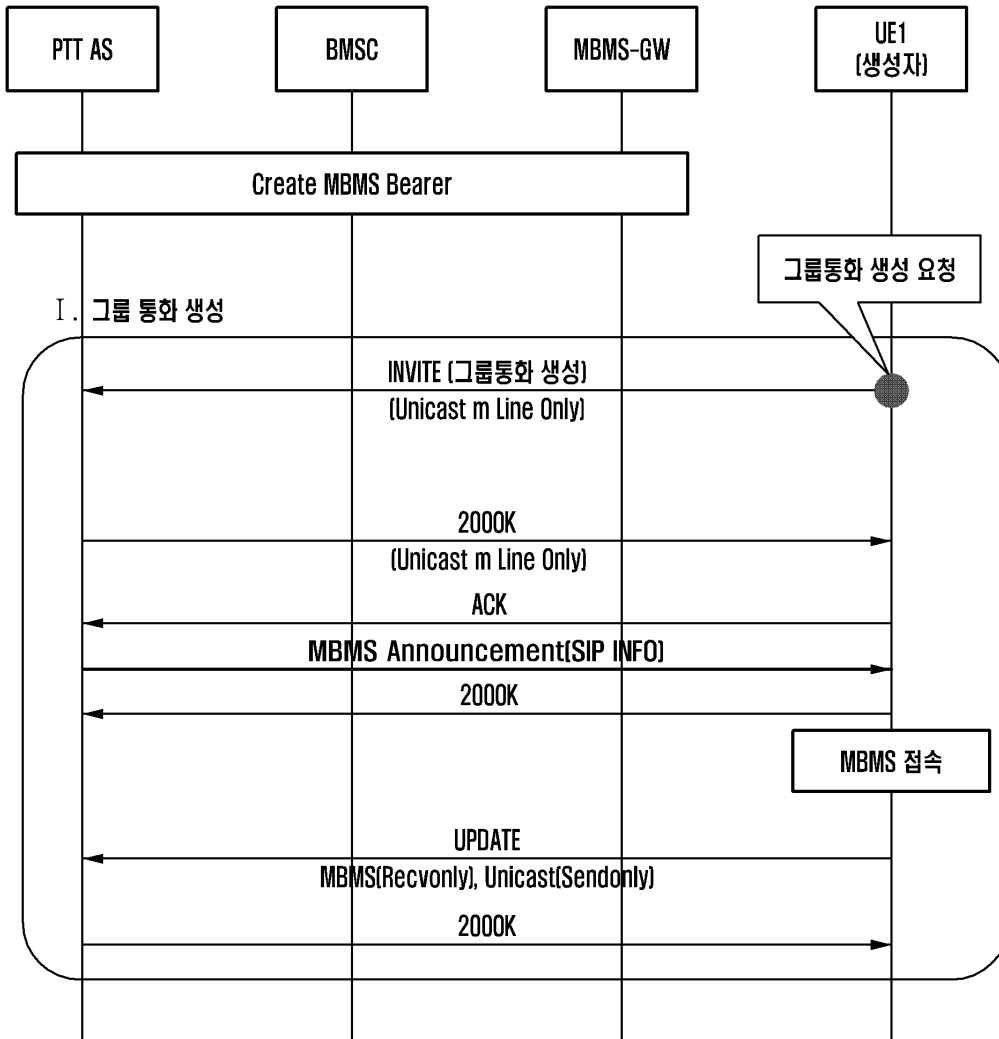 PTT AS
BMSC
MBMS-GW
UE1
(생성자)
Create MBMS Bearer
그룹통화 생성 요청
Ⅰ. 그룹 통화 생성
INVITE (그룹통화 생성)
(Unicast m Line Only)
2000K
(Unicast m Line Only)
ACK
MBMS Announcement(SIP INFO)
2000K
MBMS 접속
UPDATE
MBMS(Recvonly), Unicast(Sendonly)
2000K